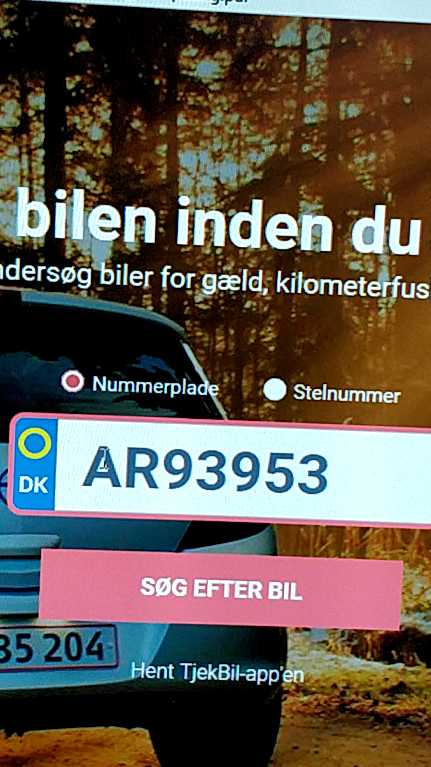 bilen inden du
ndersøg biler for gæld, kilometerfus
Nummerplade
Stelnummer
DK
AR93953
SØG EFTER BIL
35 204
Hent TjekBil-app'en